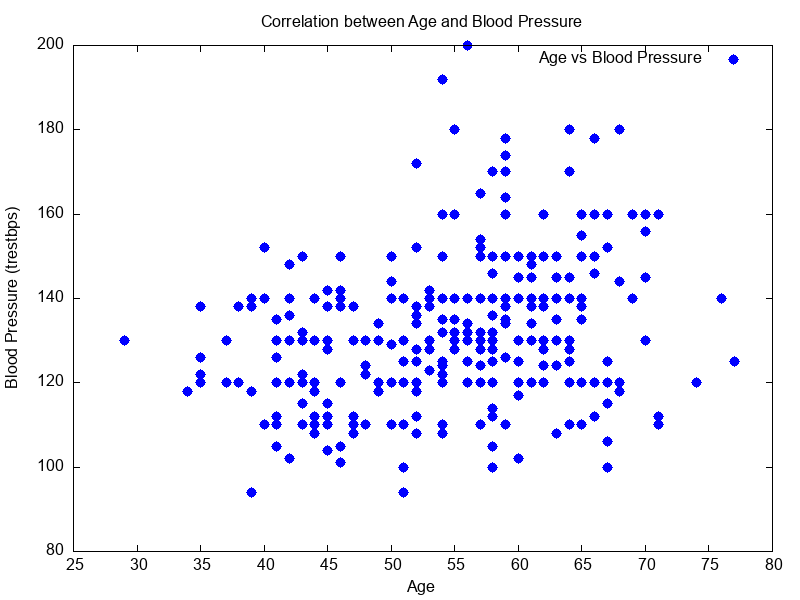 Correlation between Age and Blood Pressure
Age vs Blood Pressure
200
180
160
140
120
100
80
Blood Pressure (trestbps)
25 30 35 40 45 50 55 60 65 70 75 80
Age